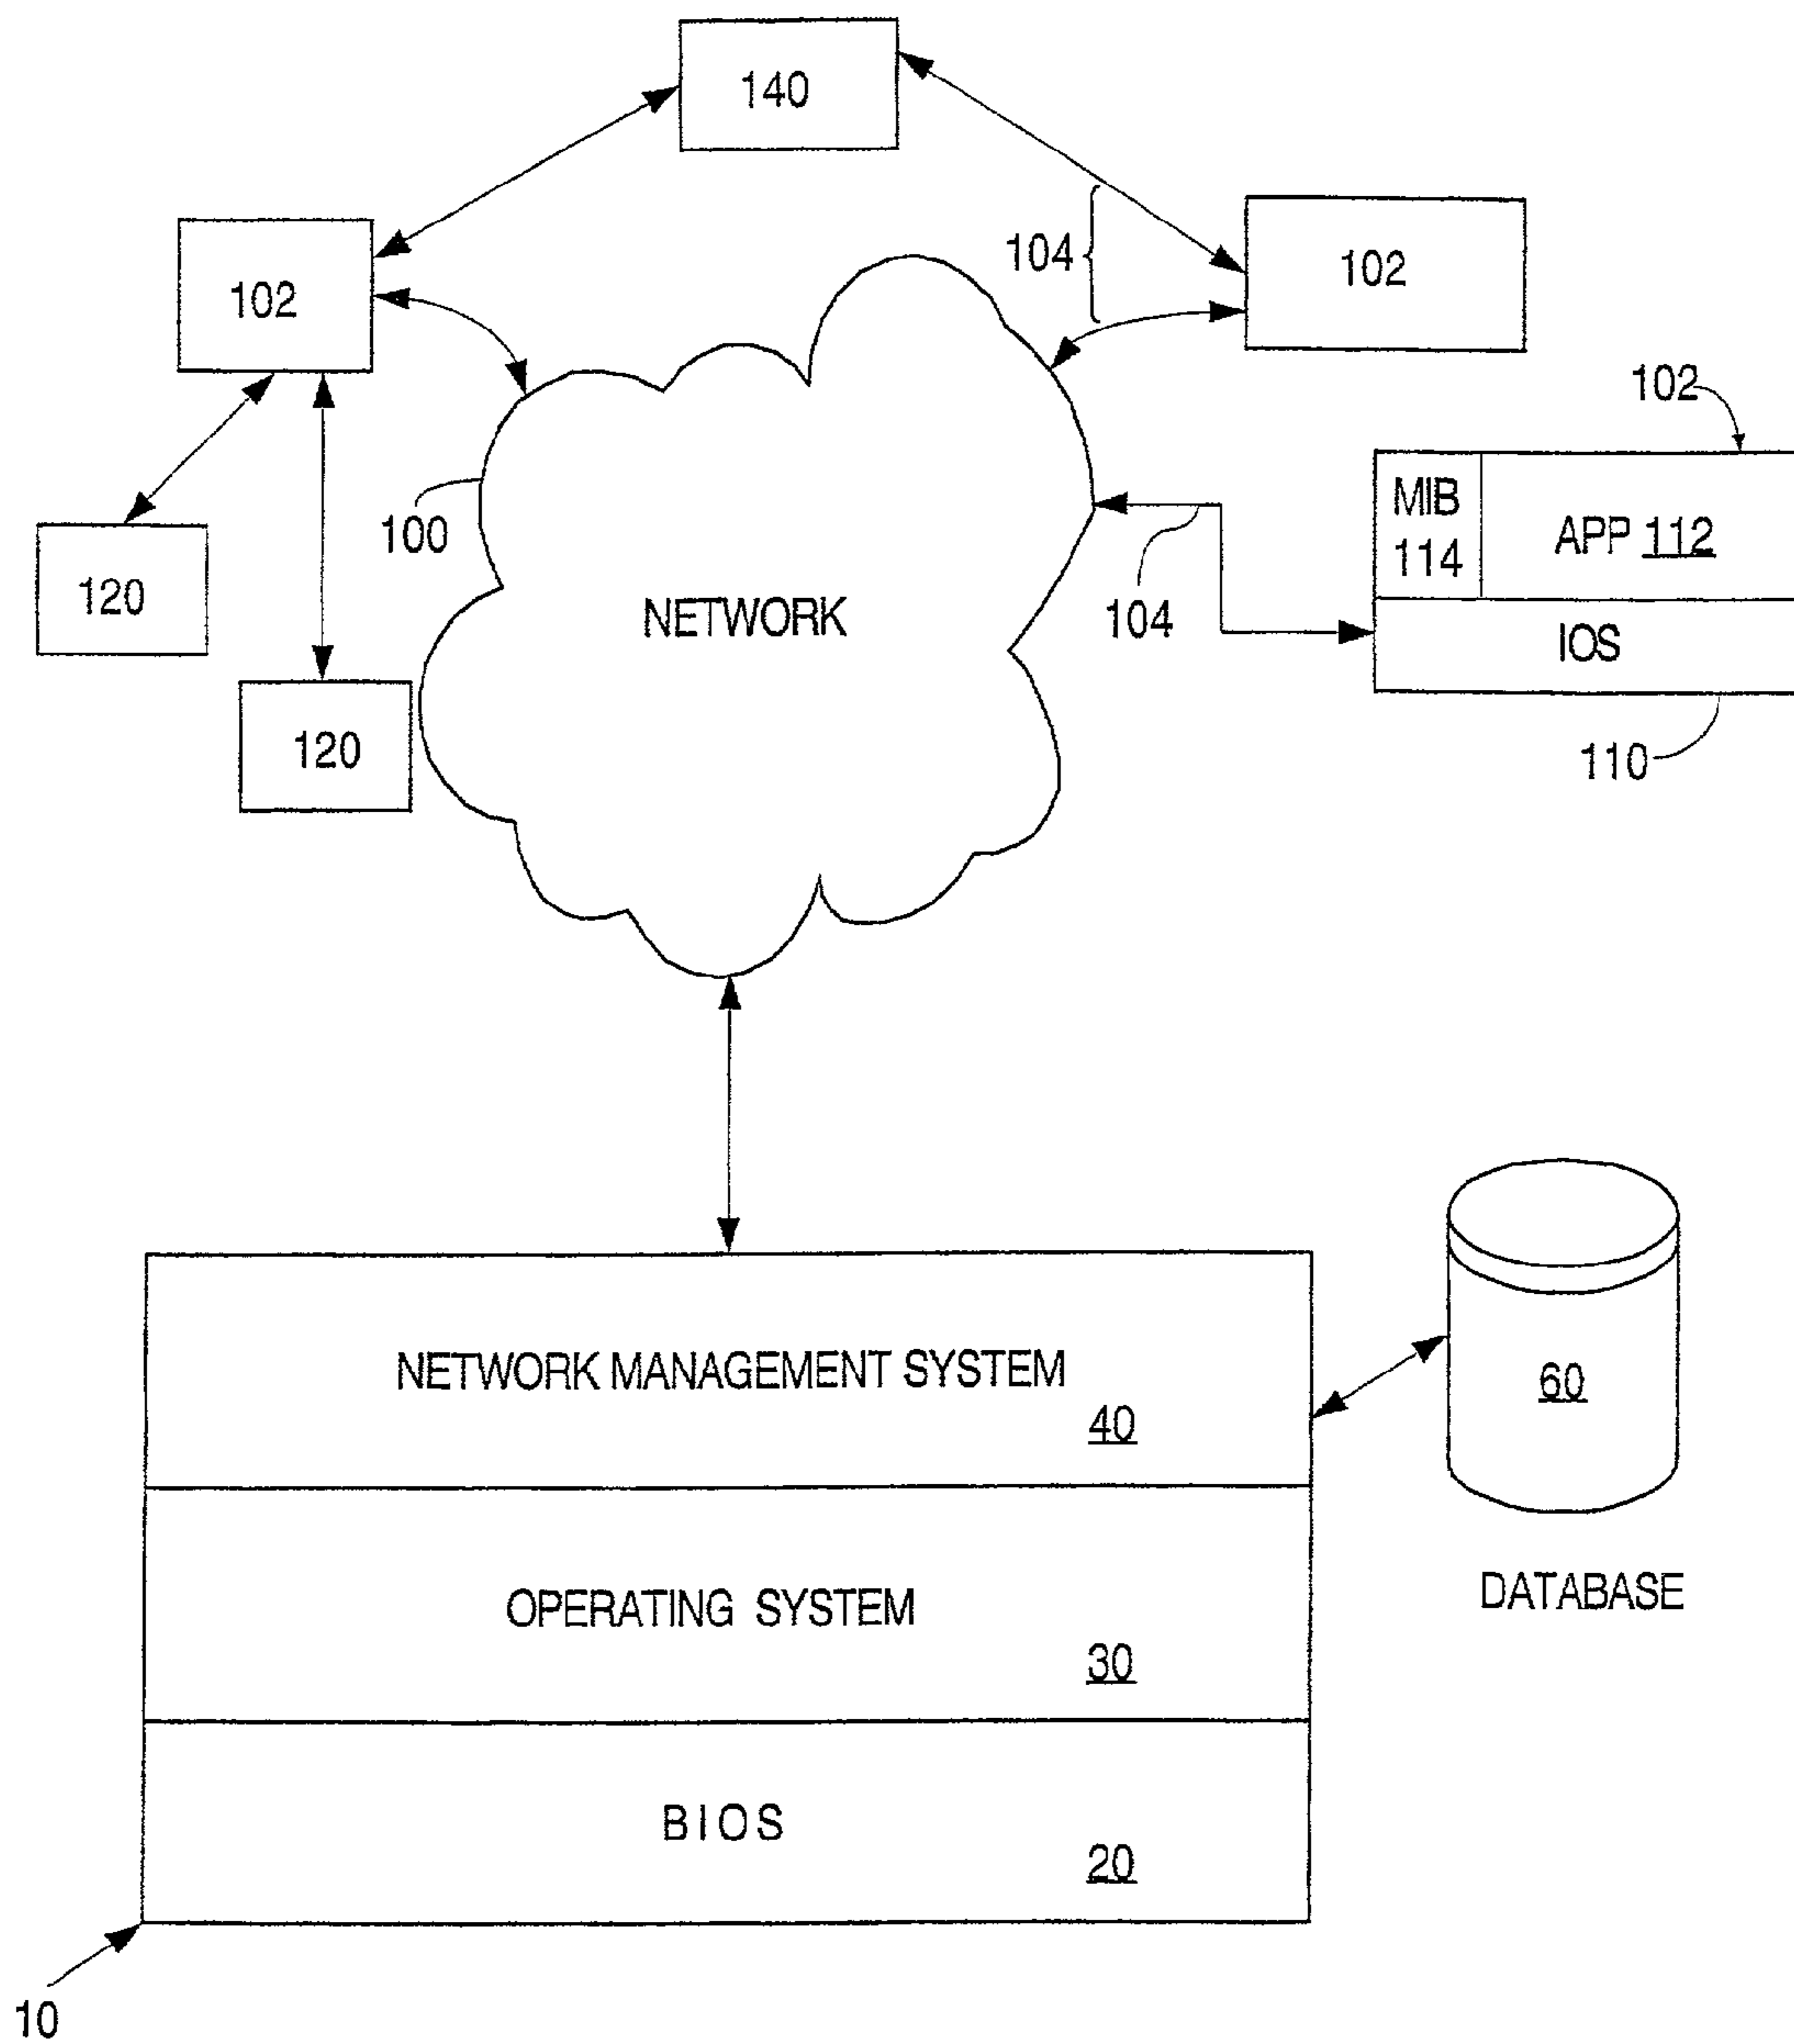 140
102
104
102
102
MIB
114
APP 112
IOS
100
104
120
120
110
NETWORK
NETWORK MANAGEMENT SYSTEM
40
60
OPERATING SYSTEM
30
DATABASE
BIOS
20
10